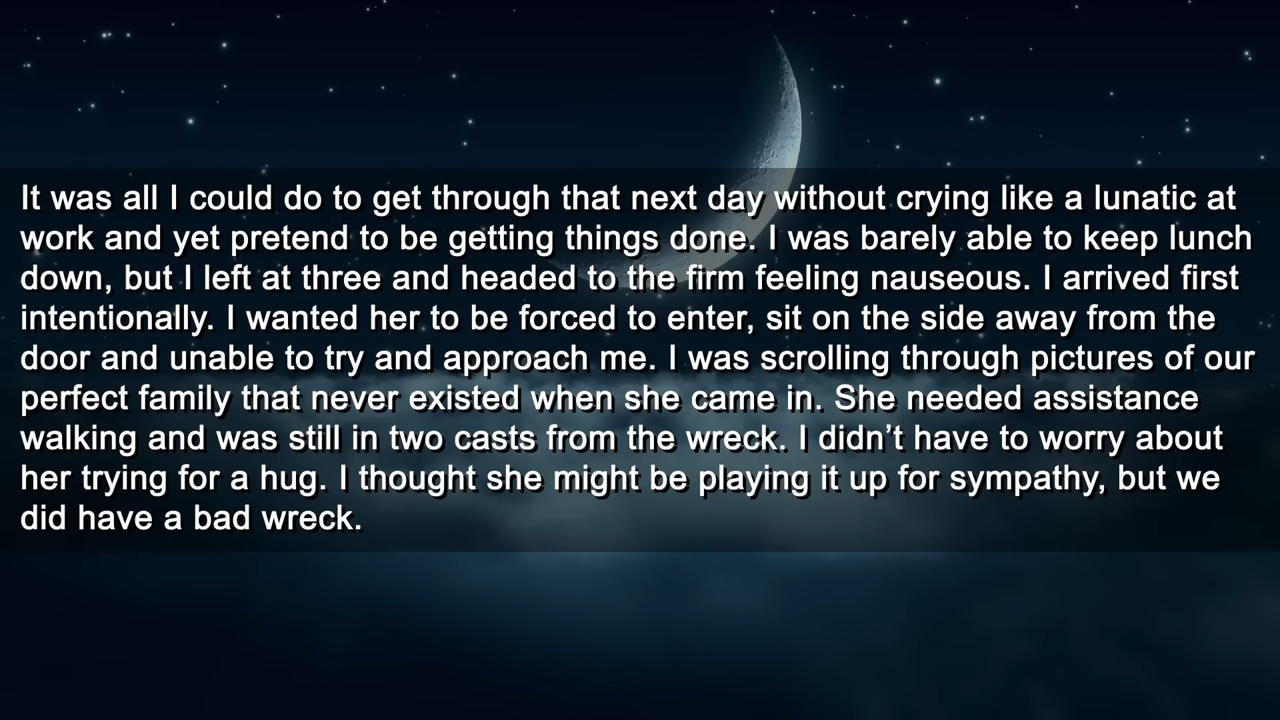 It was all I could do to get through that next day without crying like a lunatic at
work and yet pretend to be getting things done. I was barely able to keep lunch
down, but I left at three and headed to the firm feeling nauseous. I arrived first
intentionally. I wanted her to be forced to enter, sit on the side away from the
door and unable to try and approach me. I was scrolling through pictures of our
perfect family that never existed when she came in. She needed assistance
walking and was still in two casts from the wreck. I didn’t have to worry about
her trying for a hug. I thought she might be playing it up for sympathy, but we
did have a bad wreck.